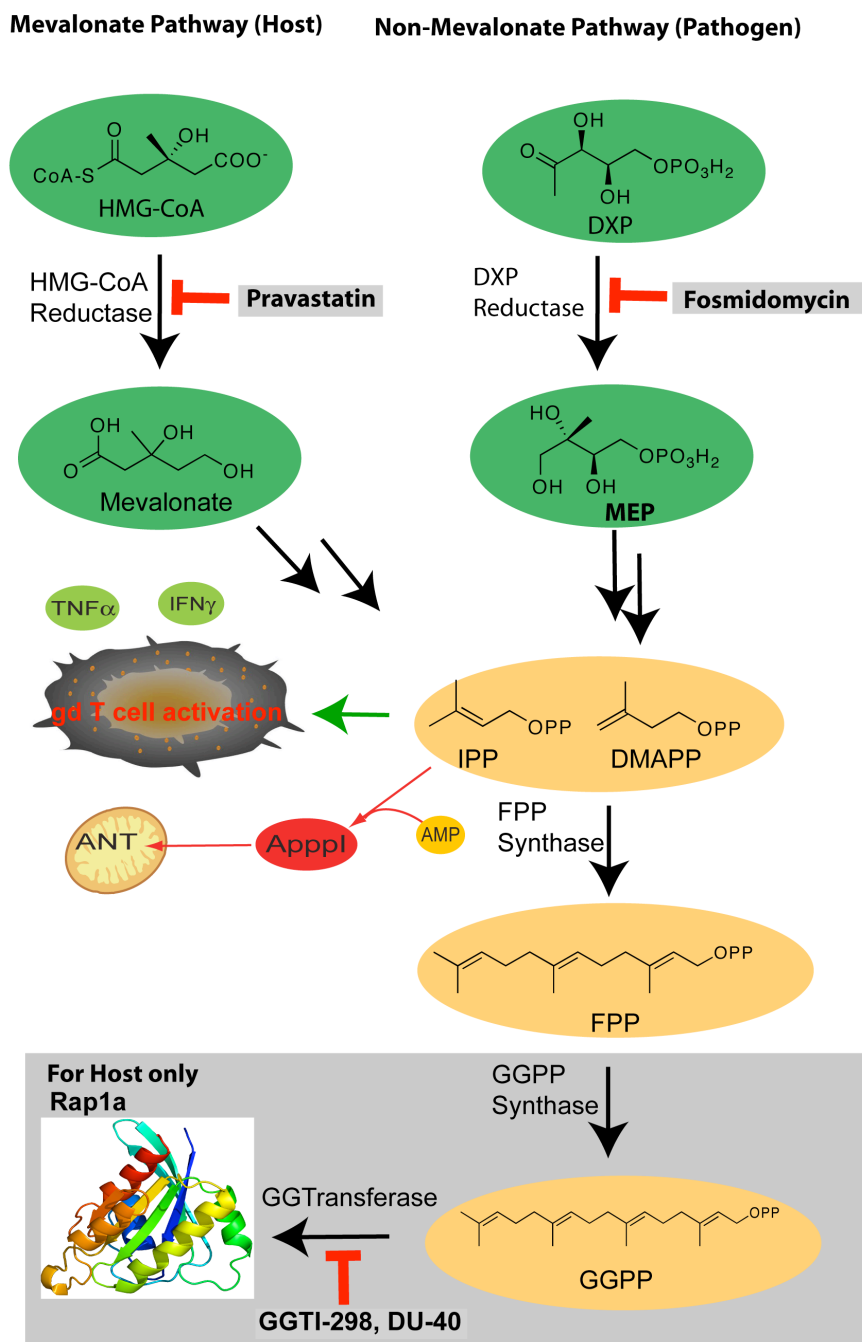 Mevalonate Pathway (Host)
Non-Mevalonate Pathway (Pathogen)
O
OH
CoA-S
COO-
HMG-CoA
OH
O
OPO3H2
OH
DXP
HMG-CoA
Reductase
Pravastatin
DXP
Reductase
Fosmidomycin
OH
OH
O
OH
Mevalonate
HO
OPO3H2
OH
OH
MEP
TNFα
IFNγ
gd T cell activation
OPP
IPP
OPP
DMAPP
ANT
ApppI
AMP
FPP
Synthase
OPP
FPP
For Host only
Rap1a
GGPP
Synthase
GGTransferase
OPP
GGPP
GGTI-298, DU-40